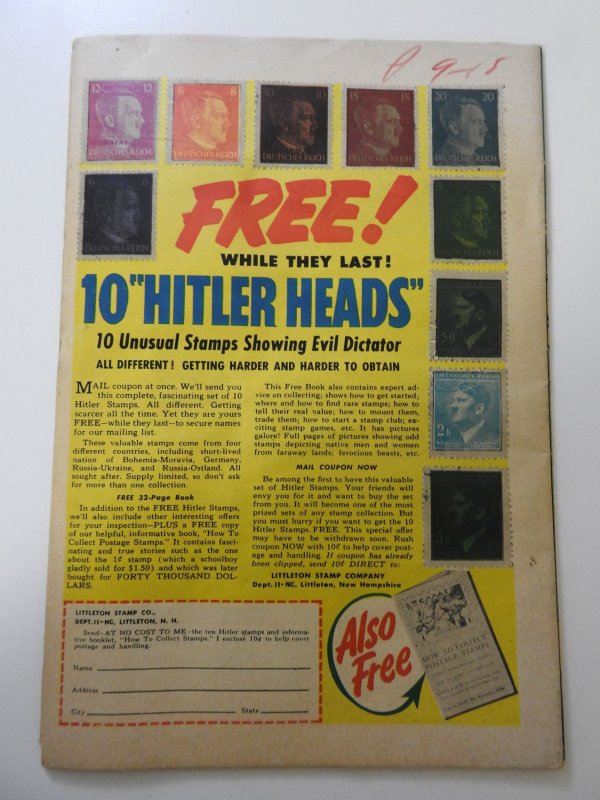 P 9-18
12 12
DEUTSCHES REICH
8 8
DEUTSCHES REICH
10 10
DEUTSCHES REICH
15 15
DEUTSCHES REICH
20 20
DEUTSCHES REICH
6 6
DEUTSCHES REICH
5 5
DEUTSCHES REICH
50
DEUTSCHES REICH
2K
FREE!
WHILE THEY LAST!
10 "HITLER HEADS"
10 Unusual Stamps Showing Evil Dictator
ALL DIFFERENT! GETTING HARDER AND HARDER TO OBTAIN
MAIL coupon at once. We'll send you
this complete, fascinating set of 10
Hitler Stamps. All different. Getting
scarcer all the time. Yet they are yours
FREE—while they last—to secure names
for our mailing list.
These valuable stamps come from four
different countries, including short-lived
nation of Bohemia-Moravia, Germany,
Russia-Ukraine, and Russia-Ostland. All
sought after. Supply limited, so don't ask
for more than one collection.
FREE 32-Page Book
In addition to the FREE Hitler Stamps,
we'll also include other interesting offers
for your inspection—PLUS a FREE copy
of our helpful, informative book, "How To
Collect Postage Stamps." It contains fasci-
nating and true stories such as the one
about the 1¢ stamp (which a schoolboy
gladly sold for $1.50) and which was later
bought for FORTY THOUSAND DOL-
LARS.
This Free Book also contains expert ad-
vice on collecting; shows how to get started;
where and how to find rare stamps; how to
tell their real value; how to mount them,
trade them; how to start a stamp club; ex-
citing stamp games, etc. It has pictures
galore! Full pages of pictures showing odd
stamps depicting native men and women
from faraway lands; ferocious beasts, etc.
MAIL COUPON NOW
Be among the first to have this valuable
set of Hitler Stamps. Your friends will
envy you for it and want to buy the set
from you. It will become one of the most
prized sets of any stamp collection. But
you must hurry if you want to get the 10
Hitler Stamps FREE. This special offer
may have to be withdrawn soon. Rush
coupon NOW with 10¢ to help cover post-
age and handling. If coupon has already
been clipped, send 10¢ DIRECT to:
LITTLETON STAMP COMPANY
Dept. II-NC, Littleton, New Hampshire
LITTLETON STAMP CO.,
DEPT. II-NC, LITTLETON, N. H.
Send—AT NO COST TO ME—the ten Hitler stamps and informa-
tive booklet, "How To Collect Stamps." I enclose 10¢ to help cover
postage and handling.
Name
Address
City State
Also
Free
HOW TO COLLECT
POSTAGE STAMPS